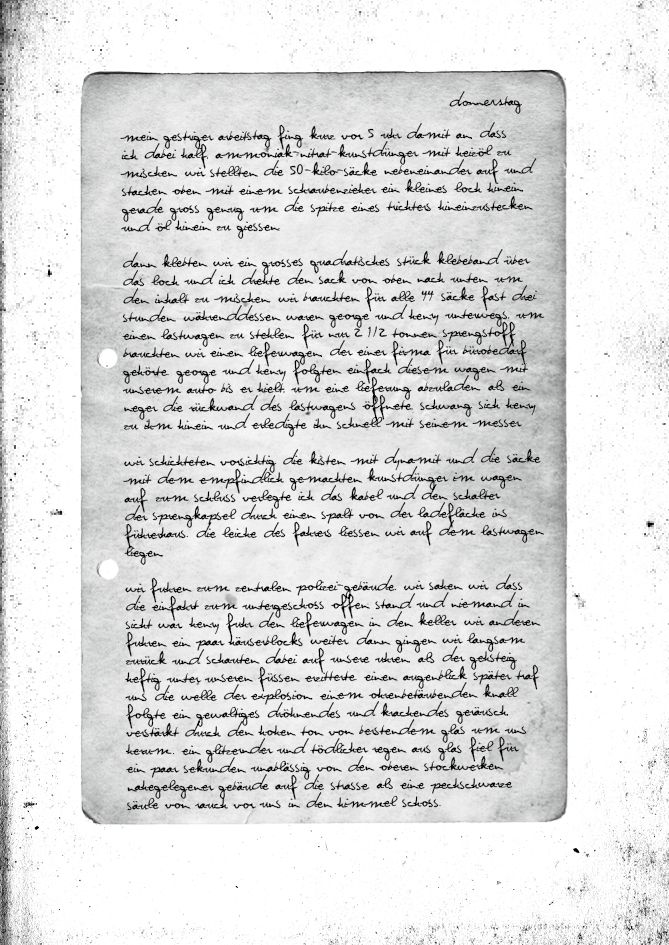 donnerstag
mein gestriger arbeitstag fing kurz vor 5 uhr damit an dass
ich dabei half ammoniak-nitrat-kunstdünger mit heizöl zu
mischen wir stellten die 50-kilo-säcke nebeneinander auf und
stachen oben mit einem schraubenzieher ein kleines loch hinein
gerade gross genug um die spitze eines trichters hineinzustecken
und öl hinein zu giessen
dann klebten wir ein grosses quadratisches stück klebeband über
das loch und ich drehte den sack von oben nach unten um
den inhalt zu mischen wir brauchten für alle 44 säcke fast drei
stunden währenddessen waren george und henry unterwegs, um
einen lastwagen zu stehlen für nur 2 1/2 tonnen sprengstoff
brauchten wir einen lieferwagen der einer firma für bürobedarf
gehörte george und henry folgten einfach diesem wagen mit
unserem auto bis er hielt um eine lieferung abzuladen als ein
neger die rückwand des lastwagens öffnete schwang sich henry
zu ihm hinein und erledigte ihn schnell mit seinem messer
wir schichteten vorsichtig die kisten mit dynamit und die säcke
mit dem empfindlich gemachten kunstdünger im wagen
auf zum schluss verlegte ich das kabel und den schalter
der sprengkapsel durch einen spalt von der ladefläche ins
führerhaus. die leiche des fahrers liessen wir auf dem lastwagen
liegen
wir fuhren zum zentralen polizei-gebäude. wir sahen wir dass
die einfahrt zum untergeschoss offen stand und niemand in
sicht war henry fuhr den lieferwagen in den keller wir anderen
fuhren ein paar häuserblocks weiter dann gingen wir langsam
zurück und schauten dabei auf unsere uhren als der gehsteig
heftig unter unseren füssen erzitterte einen augenblick später traf
uns die welle der explosion einem ohrenbetäubenden knall
folgte ein gewaltiges dröhnendes und krachendes geräusch
verstärkt durch den hohen ton von berstendem glas um uns
herum. ein glitzernder und tödlicher regen aus glas fiel für
ein paar sekunden unablässig von den oberen stockwerken
nahegelegener gebäude auf die strasse als eine pechschwarze
säule von rauch vor uns in den himmel schoss.